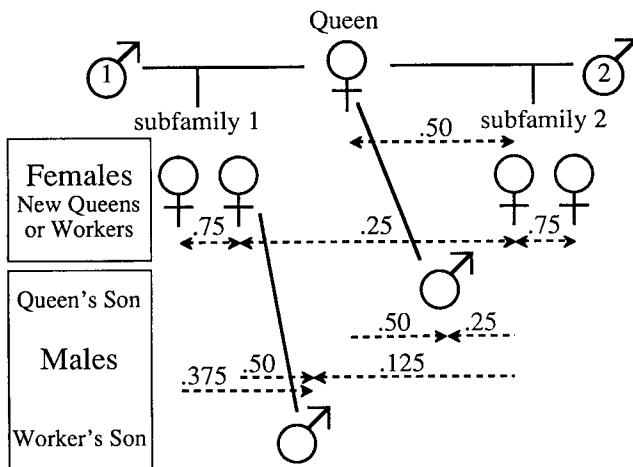 Queen
1
2
subfamily 1
subfamily 2
.50
Females
New Queens
or Workers
.75
.25
.75
Queen's Son
.50
.25
Males
.375
.50
.125
Worker's Son